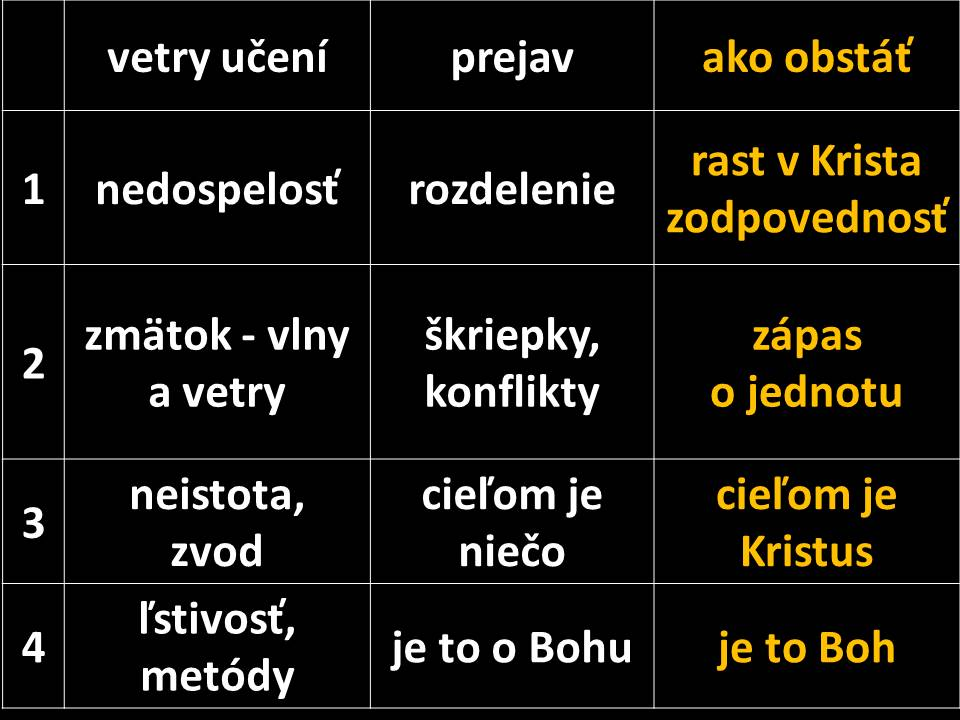 vetry učení prejav ako obstáť
1 nedospelosť rozdelenie rast v Krista zodpovednosť
2 zmätok - vlny a vetry škriepky, konflikty zápas o jednotu
3 neistota, zvod cieľom je niečo cieľom je Kristus
4 ľstivosť, metódy je to o Bohu je to Boh